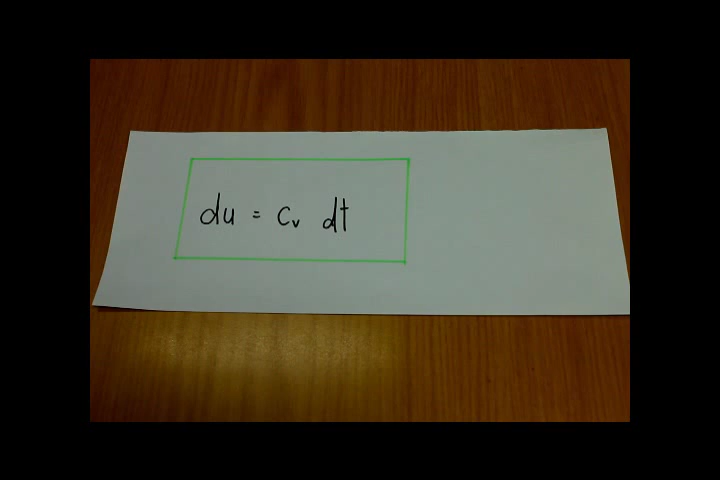 du = cᵥ dt